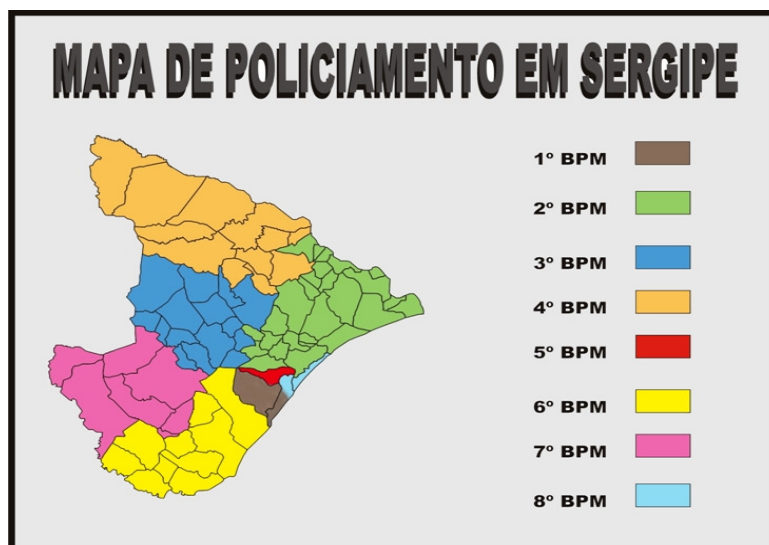 MAPA DE POLICIAMENTO EM SERGIPE
1º BPM
2º BPM
3º BPM
4º BPM
5º BPM
6º BPM
7º BPM
8º BPM